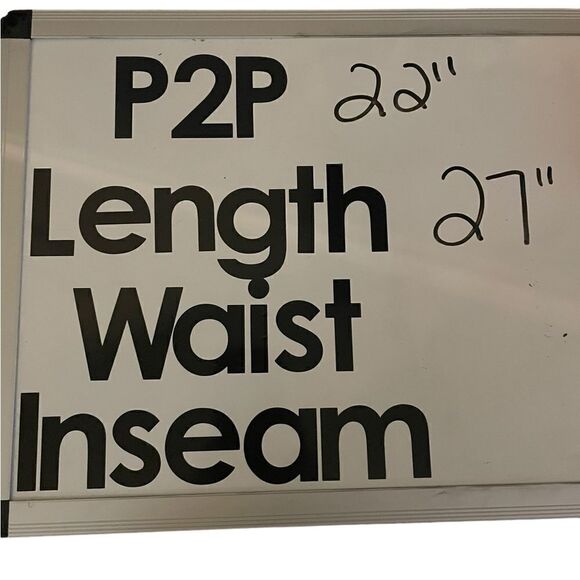 P2P 22"
Length 27"
Waist
Inseam